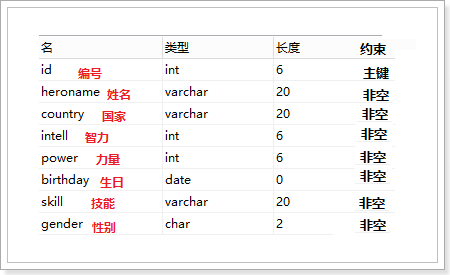 名 类型 长度 约束
id 编号 int 6 主键
heroname 姓名 varchar 20 非空
country 国家 varchar 20 非空
intell 智力 int 6 非空
power 力量 int 6 非空
birthday 生日 date 0 非空
skill 技能 varchar 20 非空
gender 性别 char 2 非空